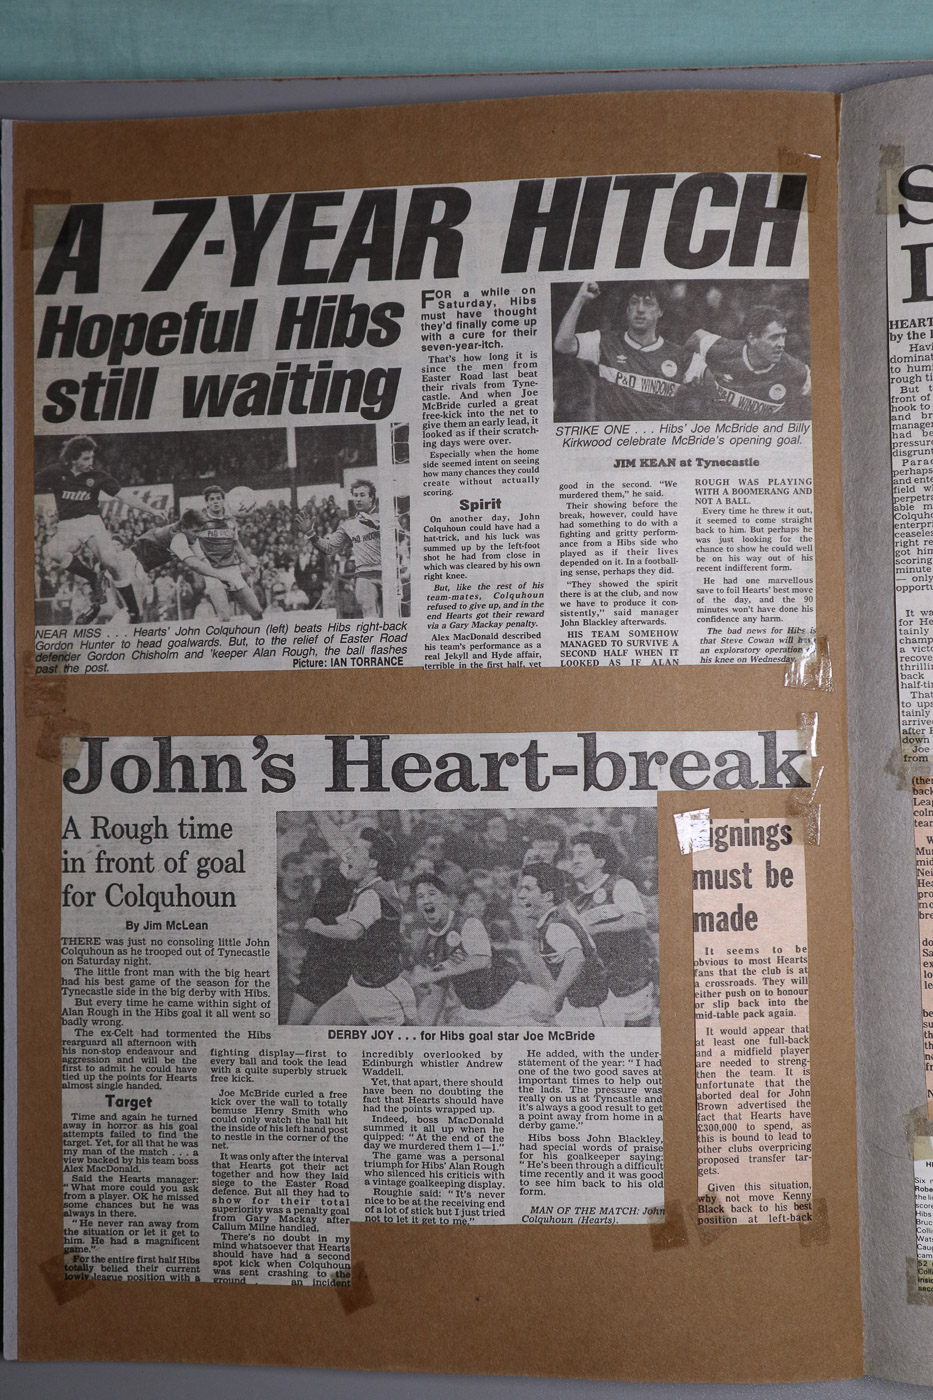 A 7-YEAR HITCH
Hopeful Hibs
still waiting
mtts
P&D WINDOWS
NEAR MISS . . . Hearts' John Colquhoun (left) beats Hibs right-back
Gordon Hunter to head goalwards. But, to the relief of Easter Road
defender Gordon Chisholm and 'keeper Alan Rough, the ball flashes
past the post.
Picture: IAN TORRANCE
FOR a while on
Saturday, Hibs
must have thought
they'd finally come up
with a cure for their
seven-year-itch.
That's how long it is
since the men from
Easter Road last beat
their rivals from Tyne-
castle. And when Joe
McBride curled a great
free-kick into the net to
give them an early lead, it
looked as if their scratch-
ing days were over.
Especially when the home
side seemed intent on seeing
how many chances they could
create without actually
scoring.
Spirit
On another day, John
Colquhoun could have had a
hat-trick, and his luck was
summed up by the left-foot
shot he had from close in
which was cleared by his own
right knee.
But, like the rest of his
team-mates, Colquhoun
refused to give up, and in the
end Hearts got their reward
via a Gary Mackay penalty.
Alex MacDonald described
his team's performance as a
real Jekyll and Hyde affair,
terrible in the first half, yet
P&D WINDOWS
P&D WINDOWS
STRIKE ONE . . . Hibs' Joe McBride and Billy
Kirkwood celebrate McBride's opening goal.
JIM KEAN at Tynecastle
good in the second. "We
murdered them," he said.
Their showing before the
break, however, could have
had something to do with a
fighting and gritty perform-
ance from a Hibs side who
played as if their lives
depended on it. In a football-
ing sense, perhaps they did.
"They showed the spirit
there is at the club, and now
we have to produce it con-
sistently," said manager
John Blackley afterwards.
HIS TEAM SOMEHOW
MANAGED TO SURVIVE A
SECOND HALF WHEN IT
LOOKED AS IF ALAN
ROUGH WAS PLAYING
WITH A BOOMERANG AND
NOT A BALL.
Every time he threw it out,
it seemed to come straight
back to him. But perhaps he
was just looking for the
chance to show he could well
be on his way out of his
recent indifferent form.
He had one marvellous
save to foil Hearts' best move
of the day, and the 90
minutes won't have done his
confidence any harm.
The bad news for Hibs is
that Steve Cowan will have
an exploratory operation
his knee on Wednesday.
John's Heart-break
A Rough time
in front of goal
for Colquhoun
By Jim McLean
THERE was just no consoling little John
Colquhoun as he trooped out of Tynecastle
on Saturday night.
The little front man with the big heart
had his best game of the season for the
Tynecastle side in the big derby with Hibs.
But every time he came within sight of
Alan Rough in the Hibs goal it all went so
badly wrong.
The ex-Celt had tormented the Hibs
rearguard all afternoon with
his non-stop endeavour and
aggression and will be the
first to admit he could have
tied up the points for Hearts
almost single handed.
Target
Time and again he turned
away in horror as his goal
attempts failed to find the
target. Yet, for all that he was
my man of the match . . . a
view backed by his team boss
Alex MacDonald.
Said the Hearts manager:
"What more could you ask
from a player. OK he missed
some chances but he was
always in there.
"He never ran away from
the situation or let it get to
him. He had a magnificent
game."
For the entire first half Hibs
totally belied their current
lowly league position with a
fighting display—first to
every ball and took the lead
with a quite superbly struck
free kick.
Joe McBride curled a free
kick over the wall to totally
bemuse Henry Smith who
could only watch the ball hit
the inside of his left hand post
to nestle in the corner of the
net.
It was only after the interval
that Hearts got their act
together and how they laid
siege to the Easter Road
defence. But all they had to
show for their total
superiority was a penalty goal
from Gary Mackay after
Callum Milne handled.
There's no doubt in my
mind whatsoever that Hearts
should have had a second
spot kick when Colquhoun
was sent crashing to the
ground an incident
DERBY JOY . . . for Hibs goal star Joe McBride
incredibly overlooked by
Edinburgh whistler Andrew
Waddell.
Yet, that apart, there should
have been no doubting the
fact that Hearts should have
had the points wrapped up.
Indeed, boss MacDonald
summed it all up when he
quipped: "At the end of the
day we murdered them 1—1."
The game was a personal
triumph for Hibs' Alan Rough
who silenced his critics with
a vintage goalkeeping display.
Roughie said: "It's never
nice to be at the receiving end
of a lot of stick but I just tried
not to let it get to me."
He added, with the under-
statement of the year: "I had
one of the two good saves at
important times to help out
the lads. The pressure was
really on us at Tyncastle and
it's always a good result to get
a point away from home in a
derby game."
Hibs boss John Blackley,
had special words of praise
for his goalkeeper saying:
"He's been through a difficult
time recently and it was good
to see him back to his old
form.
MAN OF THE MATCH: John
Colquhoun (Hearts).
ignings
must be
made
It seems to be
obvious to most Hearts
fans that the club is at
a crossroads. They will
either push on to honour
or slip back into the
mid-table pack again.
It would appear that
at least one full-back
and a midfield player
are needed to streng-
then the team. It is
unfortunate that the
aborted deal for John
Brown advertised the
fact that Hearts have
£300,000 to spend, as
this is bound to lead to
other clubs overpricing
proposed transfer tar-
gets.
Given this situation,
why not move Kenny
Black back to his best
position at left-back
HEART
by the l